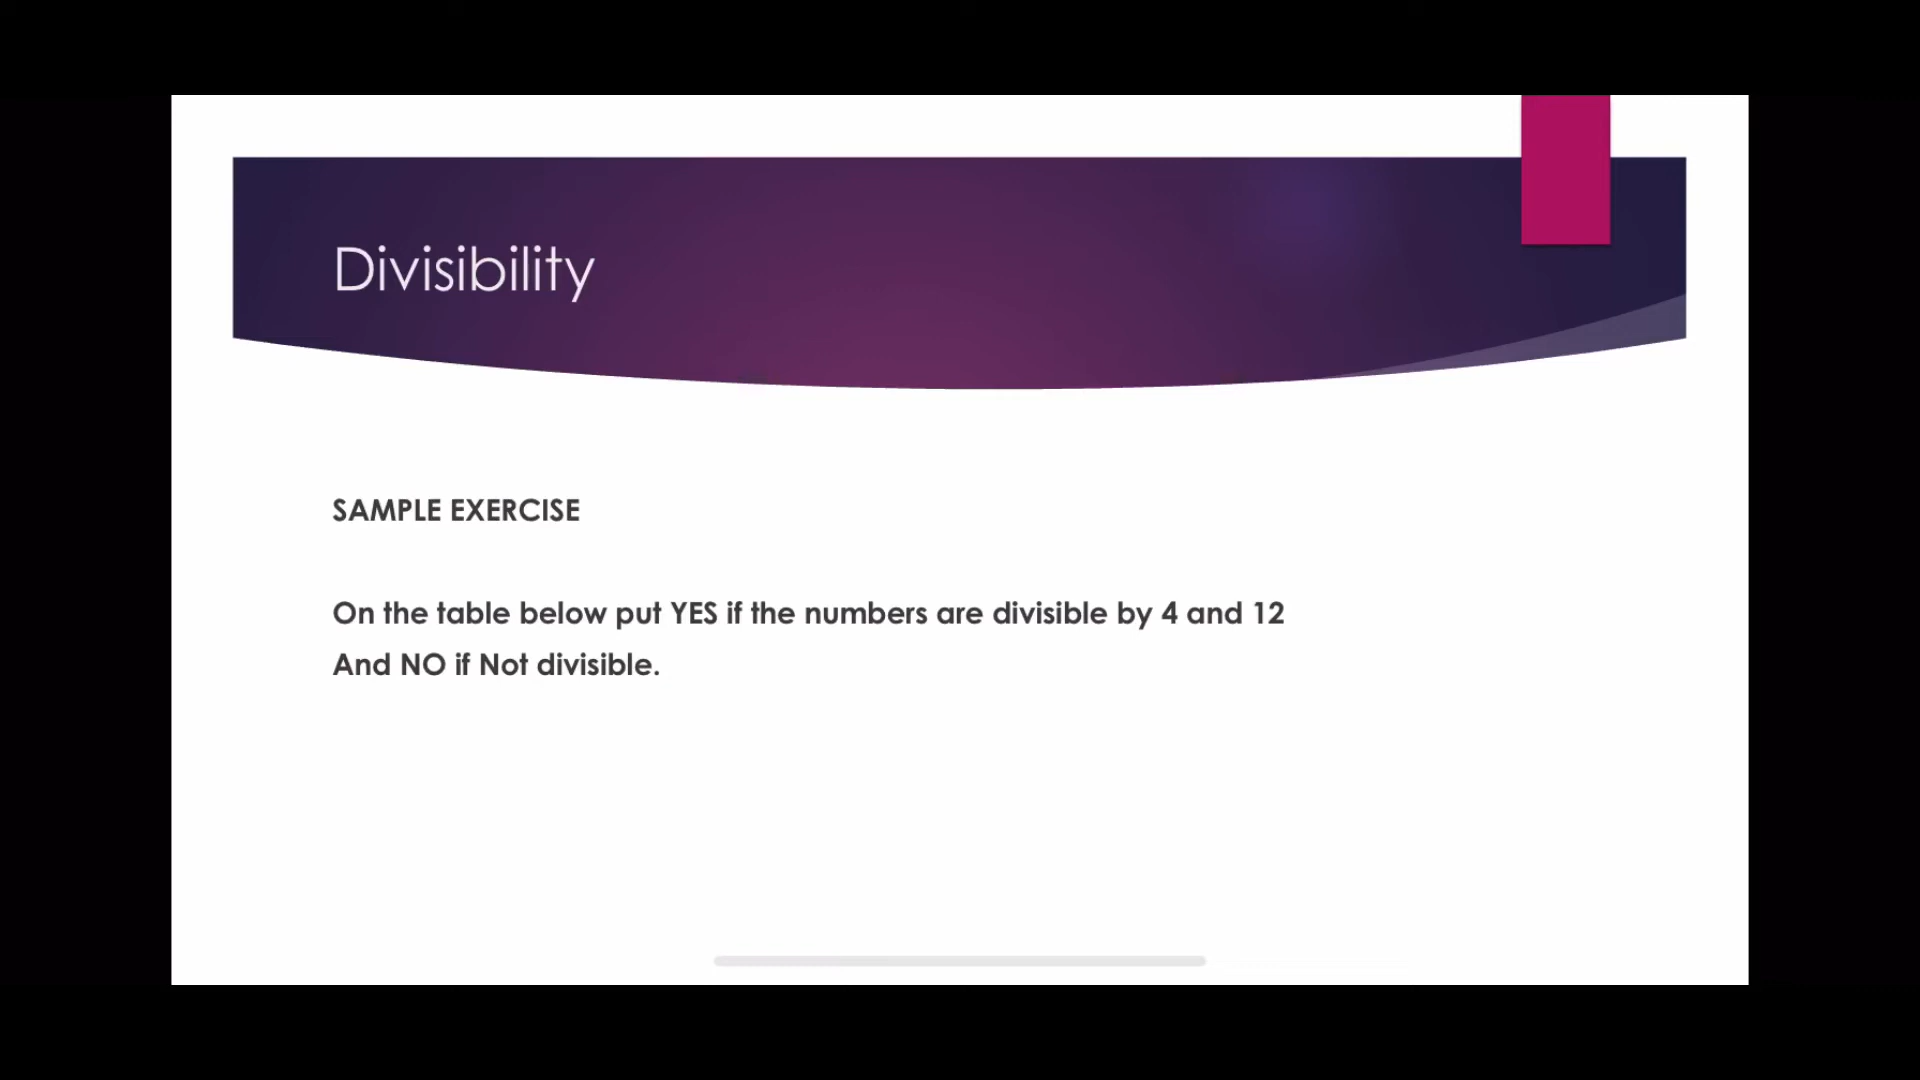 Divisibility
SAMPLE EXERCISE
On the table below put YES if the numbers are divisible by 4 and 12
And NO if Not divisible.